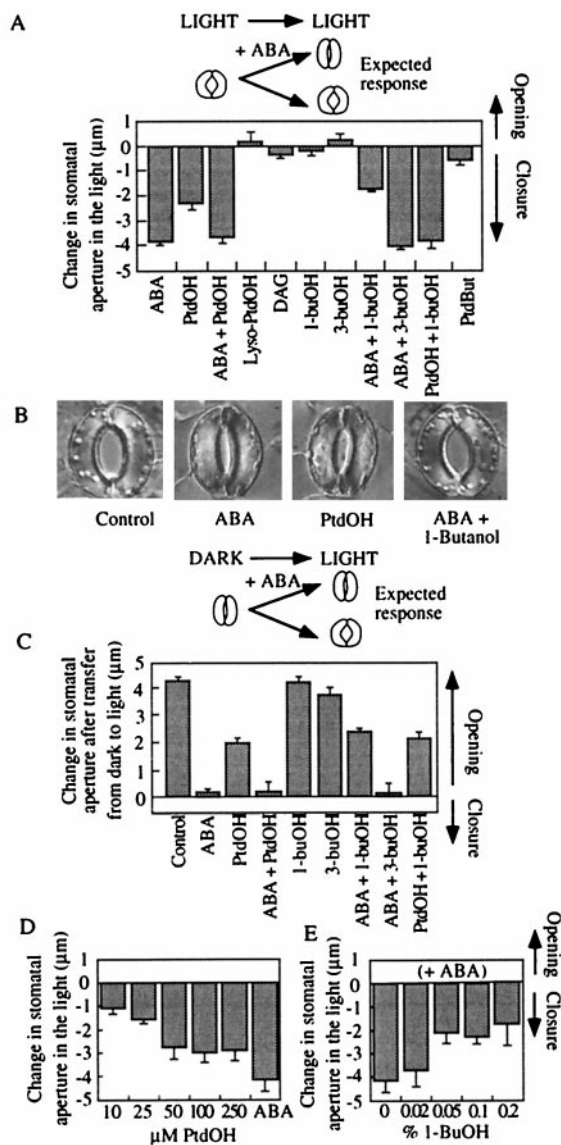 A
LIGHT LIGHT
+ ABA
Expected
response
Opening
Closure
Change in stomatal
aperture in the light (µm)
1
0
-1
-2
-3
-4
-5
ABA
PtdOH
ABA + PtdOH
Lyso-PtdOH
DAG
1-buOH
3-buOH
ABA + 1-buOH
ABA + 3-buOH
PtdOH + 1-buOH
PtdBut
B
Control
ABA
PtdOH
ABA +
1-Butanol
DARK LIGHT
+ ABA
Expected
response
C
Change in stomatal
aperture after transfer
from dark to light (µm)
5
4
3
2
1
0
Opening
Closure
Control
ABA
PtdOH
ABA + PtdOH
1-buOH
3-buOH
ABA + 1-buOH
ABA + 3-buOH
PtdOH + 1-buOH
D
Change in stomatal
aperture in the light (µm)
1
0
-1
-2
-3
-4
-5
10 25 50 100 250 ABA
µM PtdOH
E
Change in stomatal
aperture in the light (µm)
1
0
-1
-2
-3
-4
-5
(+ ABA)
0 0.02 0.05 0.1 0.2
% 1-BuOH
Opening
Closure